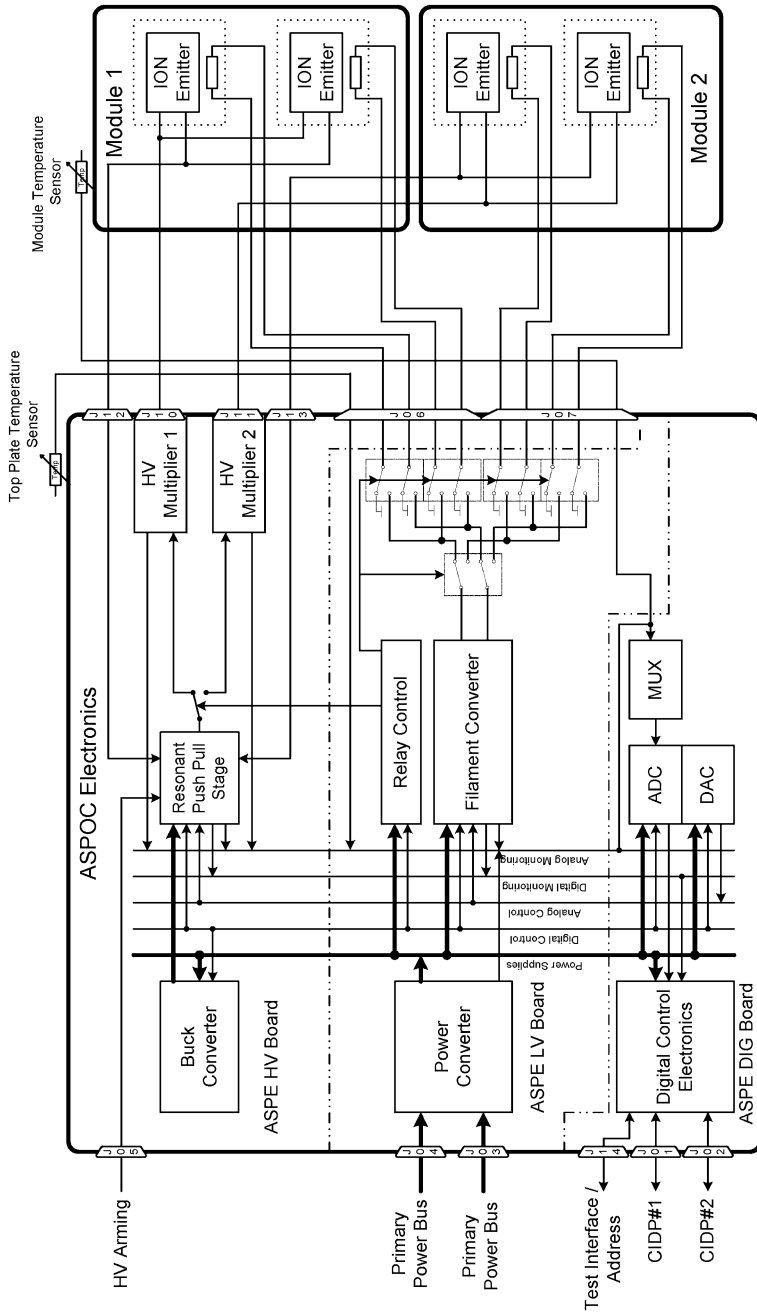 Module Temperature
Sensor
Temp
Top Plate Temperature
Sensor
Temp
Module 1
ION
Emitter
ION
Emitter
ION
Emitter
ION
Emitter
Module 2
J12
J10
J11
J13
J06
J07
ASPOC Electronics
HV
Multiplier 1
HV
Multiplier 2
Resonant
Push Pull
Stage
Relay Control
Filament Converter
MUX
ADC
DAC
Analog Monitoring
Digital Monitoring
Analog Control
Digital Control
Power Supplies
Buck
Converter
ASPE HV Board
Power
Converter
ASPE LV Board
Digital Control
Electronics
ASPE DIG Board
J05
J04
J03
J14
J01
J02
HV Arming
Primary
Power Bus
Primary
Power Bus
Test Interface /
Address
CIDP#1
CIDP#2